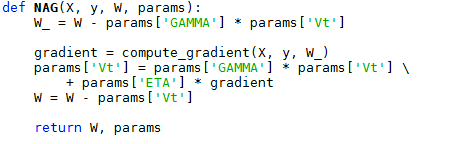 def NAG(X, y, W, params):
    W_ = W - params['GAMMA'] * params['Vt']
    gradient = compute_gradient(X, y, W_)
    params['Vt'] = params['GAMMA'] * params['Vt'] \
        + params['ETA'] * gradient
    W = W - params['Vt']
    return W, params